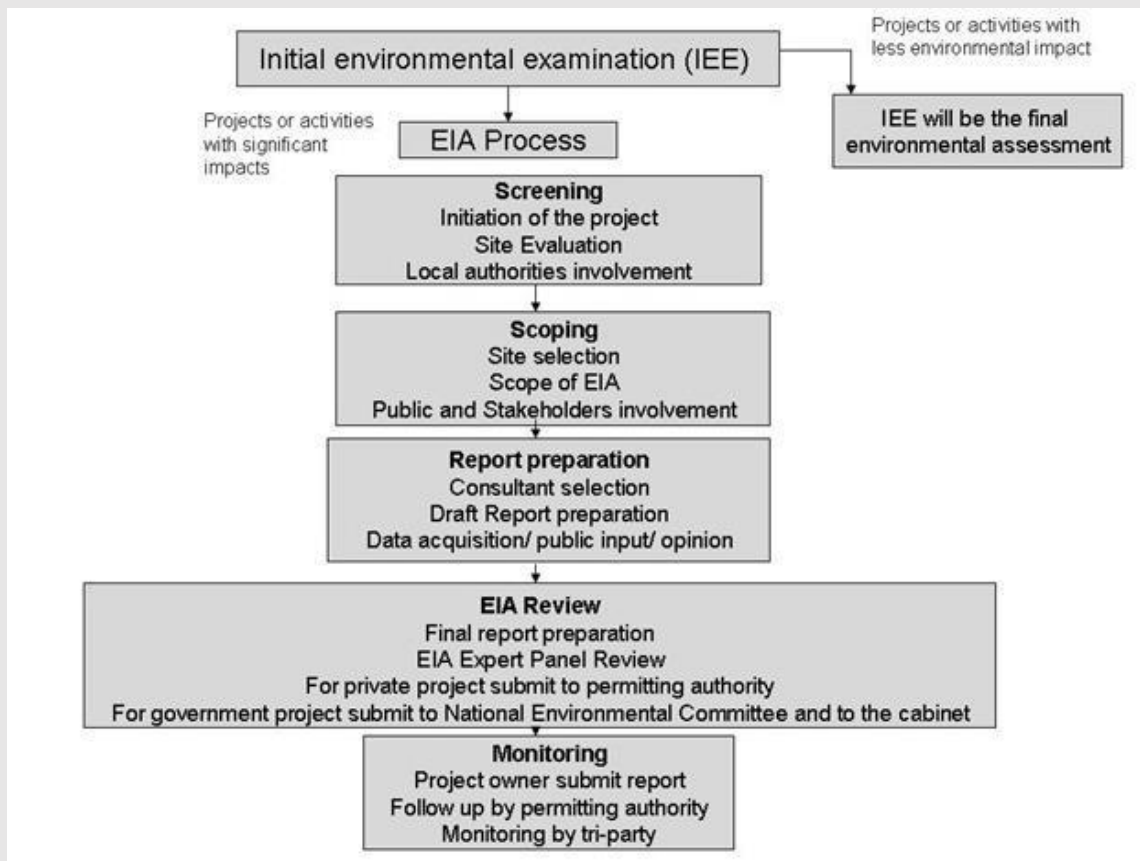 Initial environmental examination (IEE)
Projects or activities with
less environmental impact
IEE will be the final
environmental assessment
Projects or activities
with significant
impacts
EIA Process
Screening
Initiation of the project
Site Evaluation
Local authorities involvement
Scoping
Site selection
Scope of EIA
Public and Stakeholders involvement
Report preparation
Consultant selection
Draft Report preparation
Data acquisition/ public input/ opinion
EIA Review
Final report preparation
EIA Expert Panel Review
For private project submit to permitting authority
For government project submit to National Environmental Committee and to the cabinet
Monitoring
Project owner submit report
Follow up by permitting authority
Monitoring by tri-party